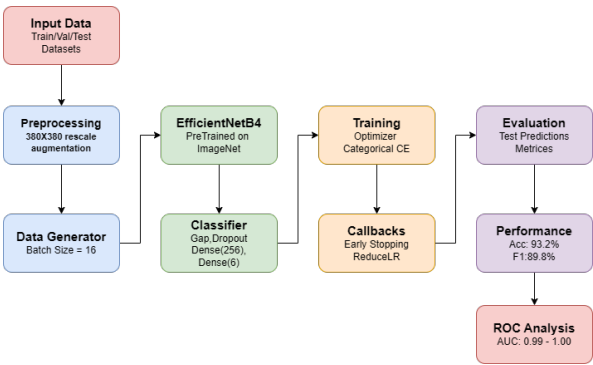 Input Data
Train/Val/Test
Datasets
Preprocessing
380X380 rescale
augmentation
Data Generator
Batch Size = 16
EfficientNetB4
PreTrained on
ImageNet
Classifier
Gap,Dropout
Dense(256),
Dense(6)
Training
Optimizer
Categorical CE
Callbacks
Early Stopping
ReduceLR
Evaluation
Test Predictions
Metrices
Performance
Acc: 93.2%
F1:89.8%
ROC Analysis
AUC: 0.99 - 1.00